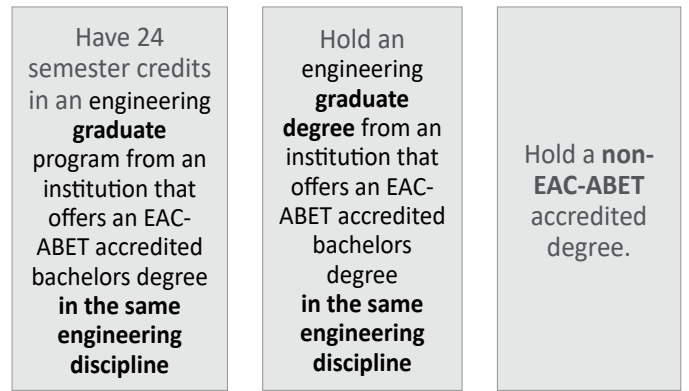 Have 24
semester credits
in an engineering
graduate
program from an
institution that
offers an EAC-
ABET accredited
bachelors degree
in the same
engineering
discipline
Hold an
engineering
graduate
degree from an
institution that
offers an EAC-
ABET accredited
bachelors
degree
in the same
engineering
discipline
Hold a non-
EAC-ABET
accredited
degree.